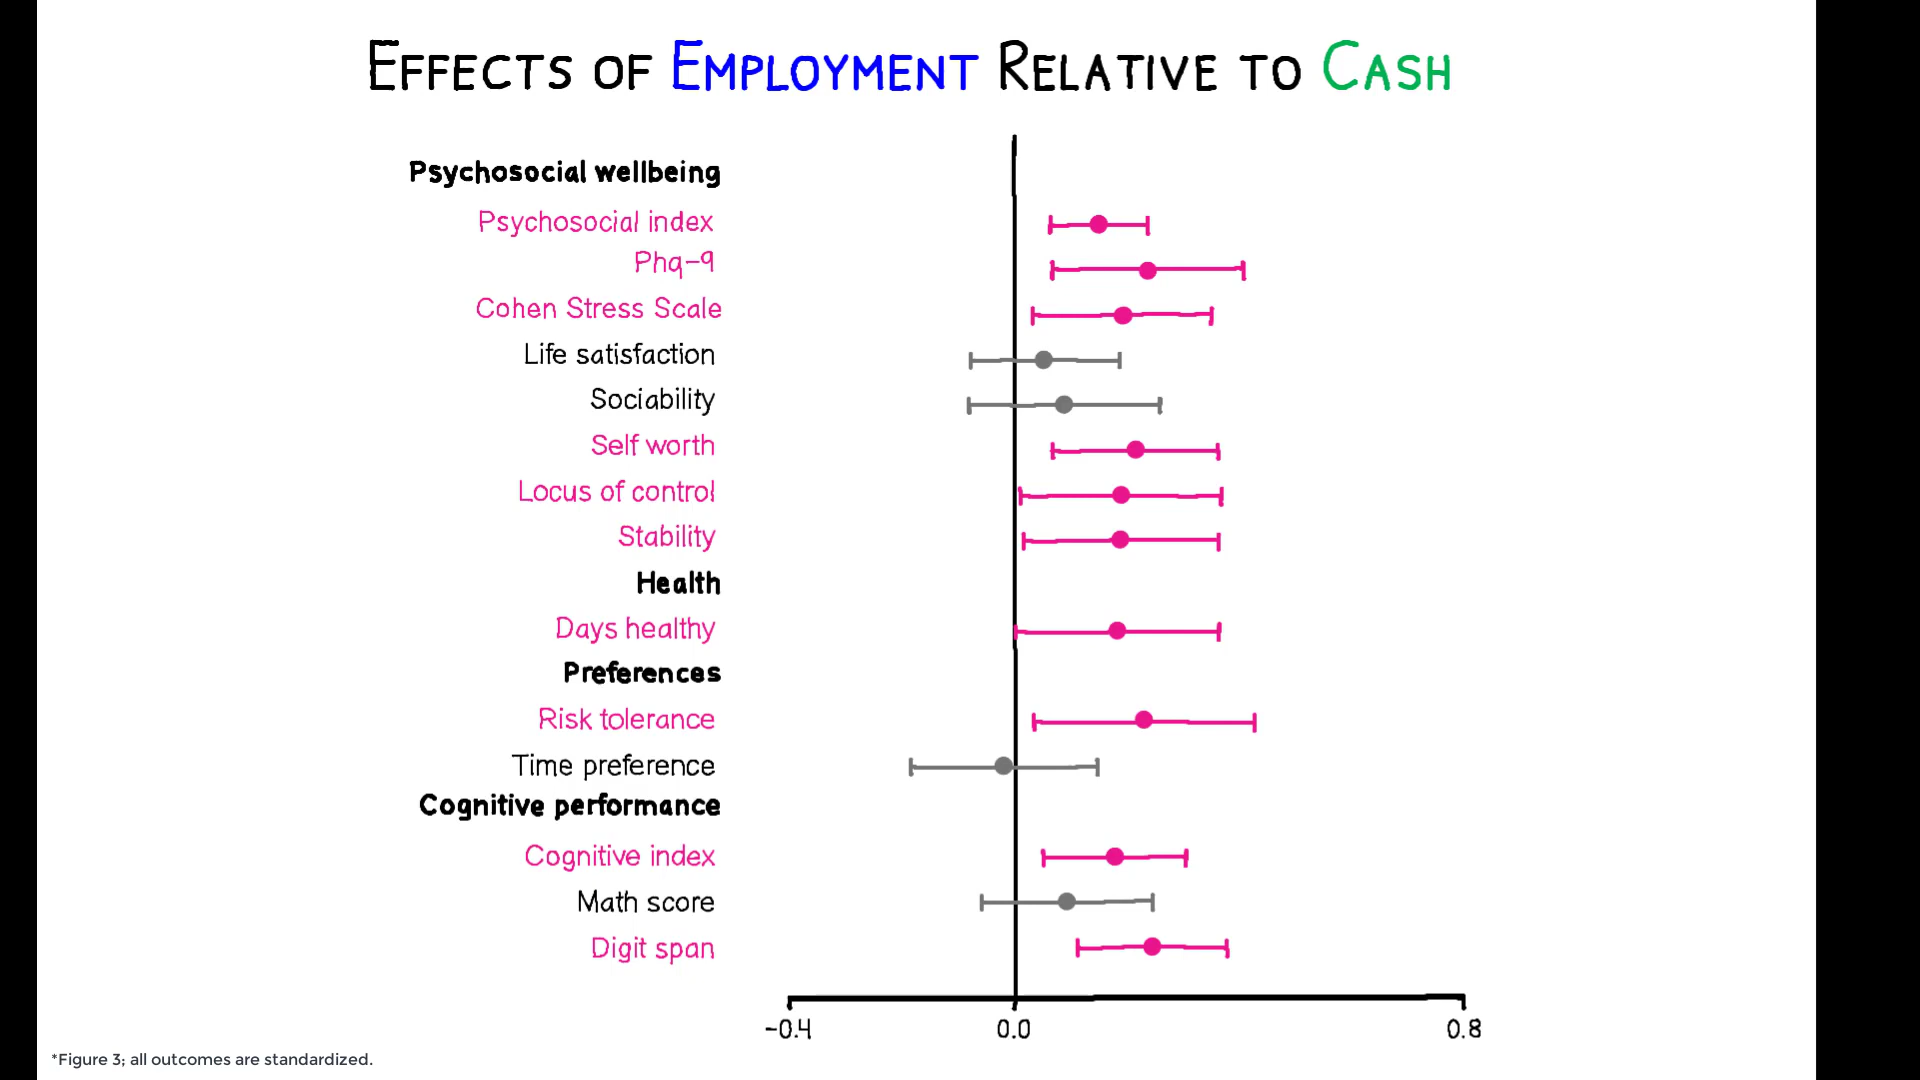 Effects of Employment Relative to Cash
Psychosocial wellbeing
Psychosocial index
Phq-9
Cohen Stress Scale
Life satisfaction
Sociability
Self worth
Locus of control
Stability
Health
Days healthy
Preferences
Risk tolerance
Time preference
Cognitive performance
Cognitive index
Math score
Digit span
-0.4 0.0 0.8
*Figure 3; all outcomes are standardized.